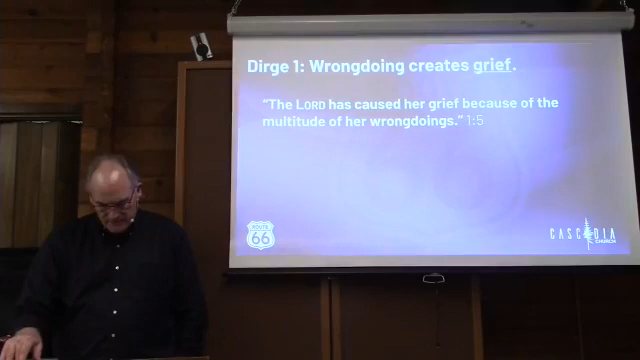 Dirge 1: Wrongdoing creates grief.
“The LORD has caused her grief because of the
multitude of her wrongdoings.” 1:5
ROUTE
66
CASCADIA
CHURCH